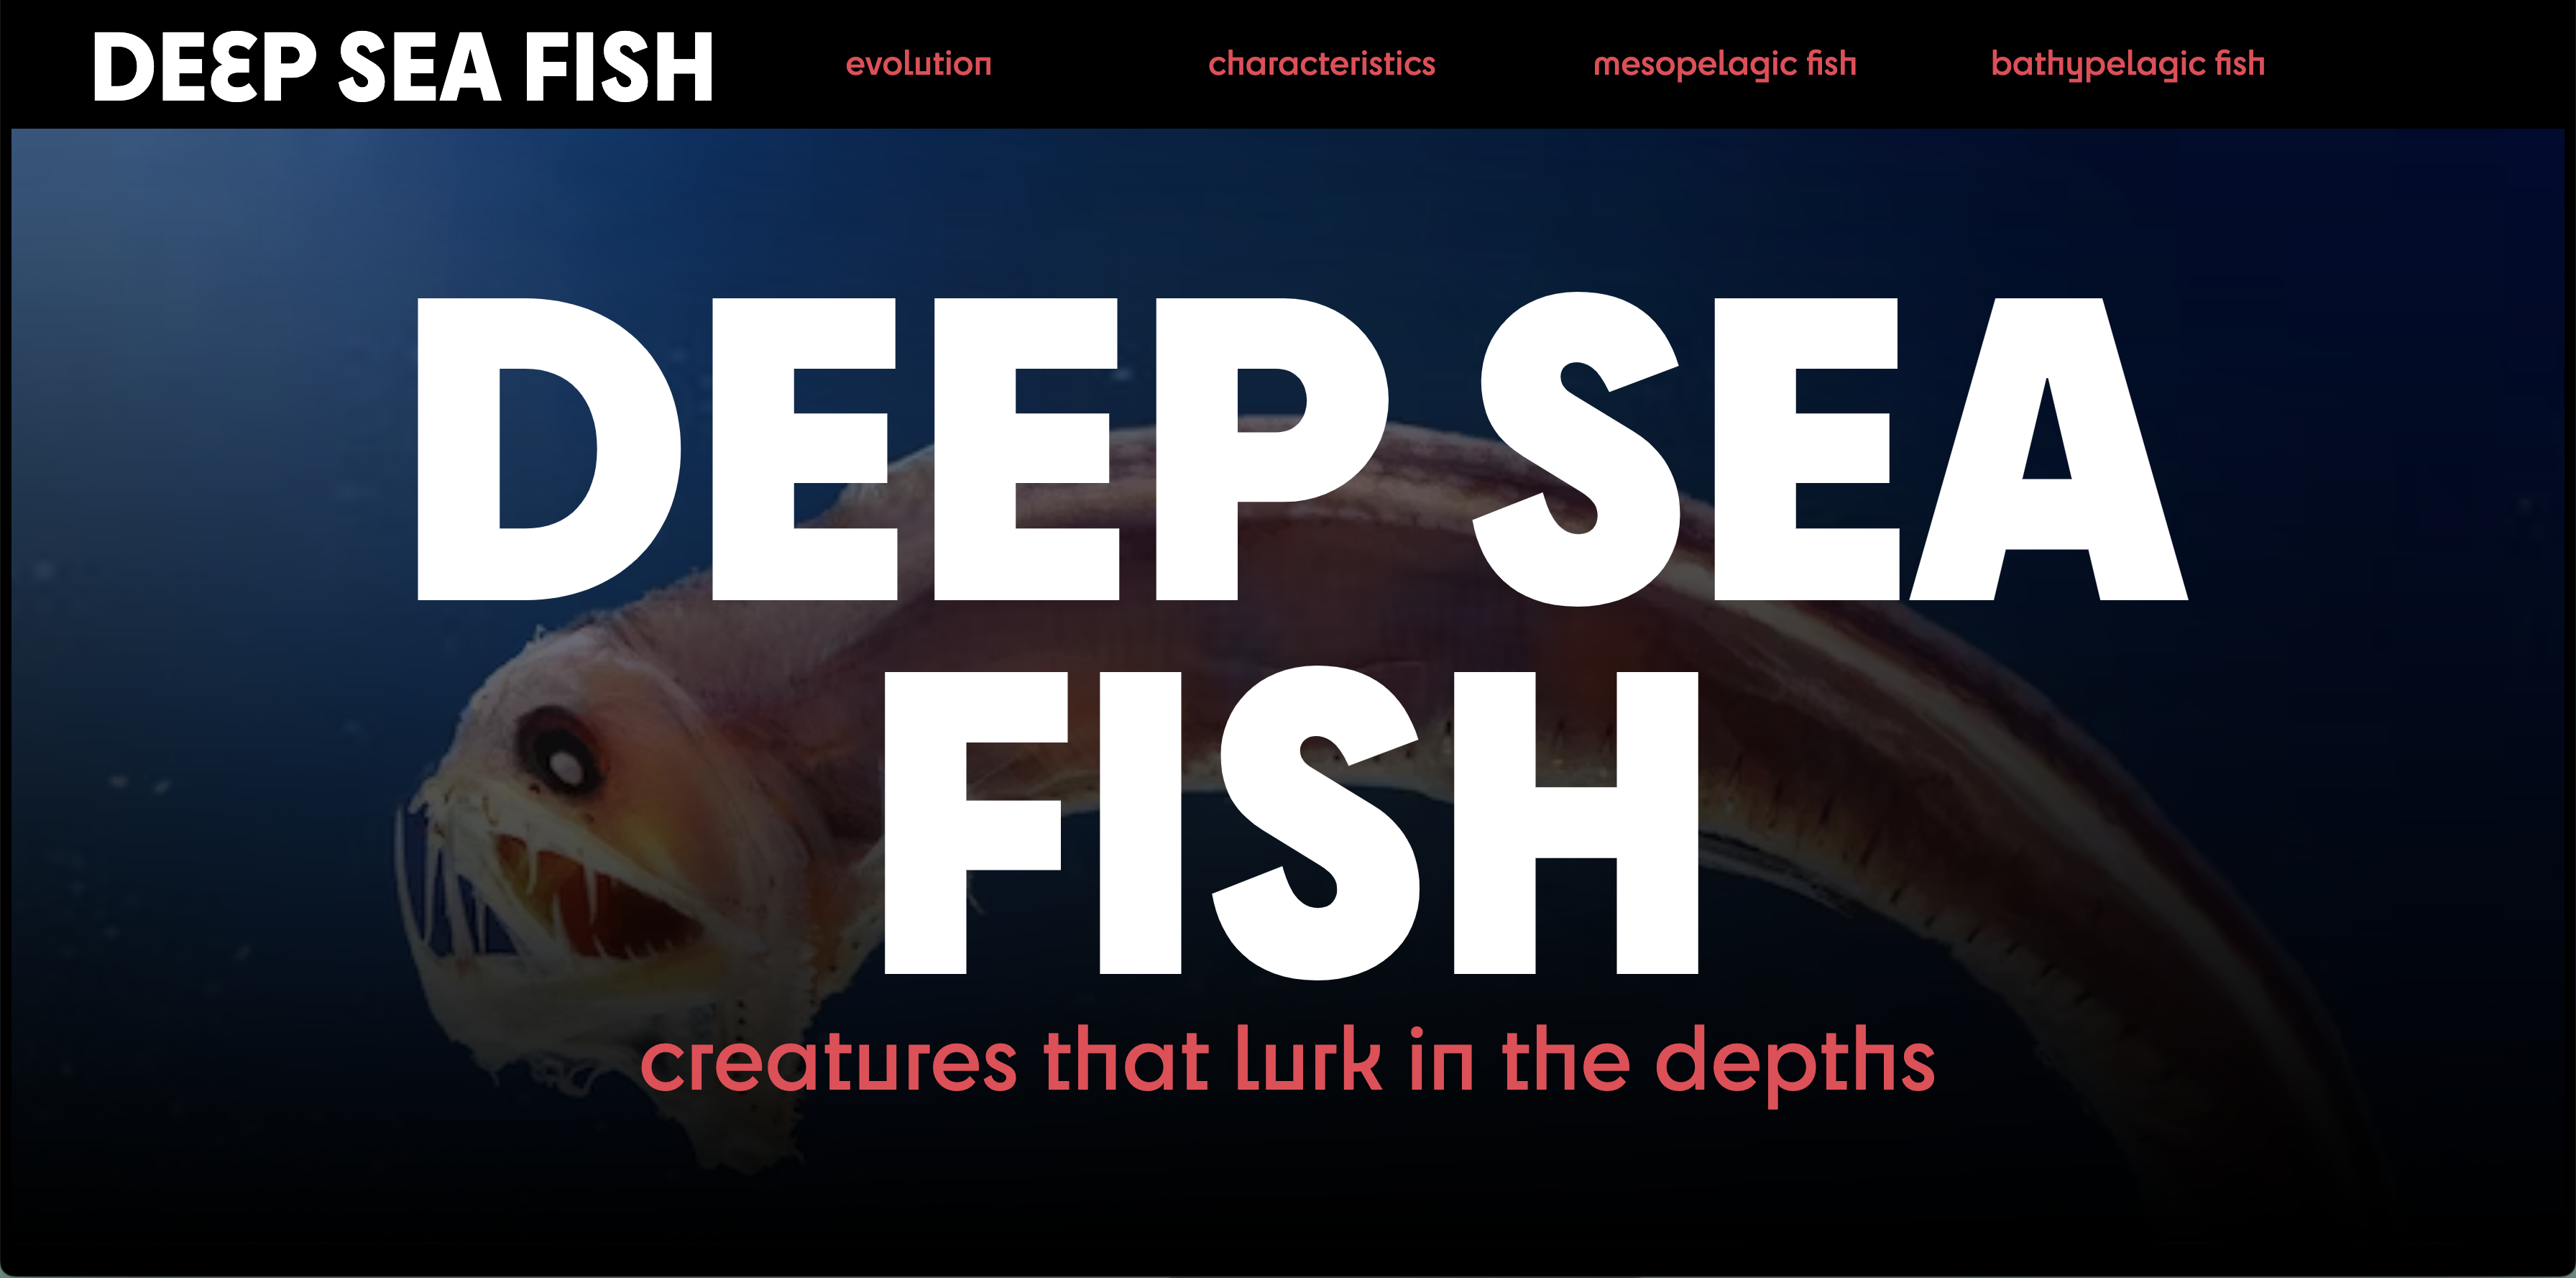 DEEP SEA FISH
evolution
characteristics
mesopelagic fish
bathypelagic fish
DEEP SEA
FISH
creatures that lurk in the depths